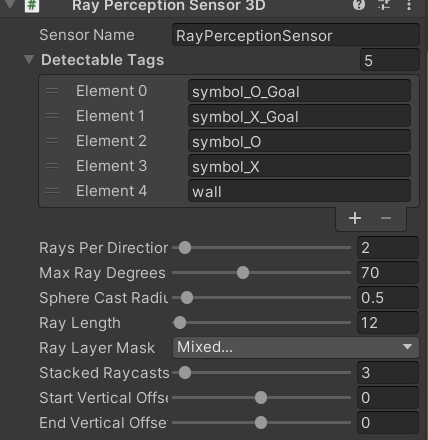 Ray Perception Sensor 3D
Sensor Name RayPerceptionSensor
Detectable Tags 5
Element 0 symbol_O_Goal
Element 1 symbol_X_Goal
Element 2 symbol_O
Element 3 symbol_X
Element 4 wall
+ −
Rays Per Direction 2
Max Ray Degrees 70
Sphere Cast Radiu 0.5
Ray Length 12
Ray Layer Mask Mixed...
Stacked Raycasts 3
Start Vertical Offse 0
End Vertical Offse 0